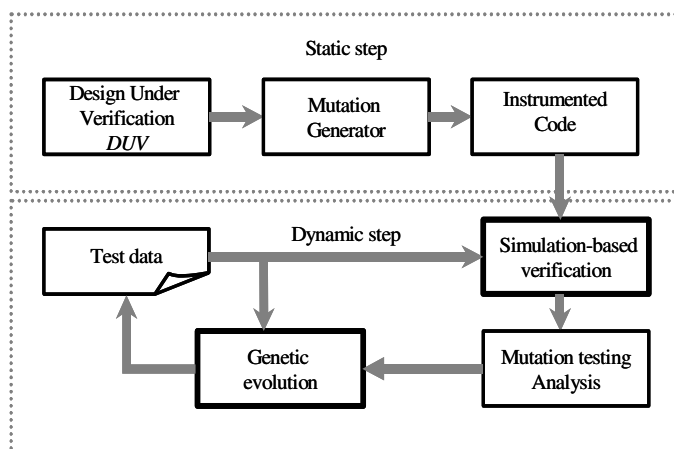 Static step
Design Under
Verification
DUV
Mutation
Generator
Instrumented
Code
Test data
Dynamic step
Simulation-based
verification
Genetic
evolution
Mutation testing
Analysis